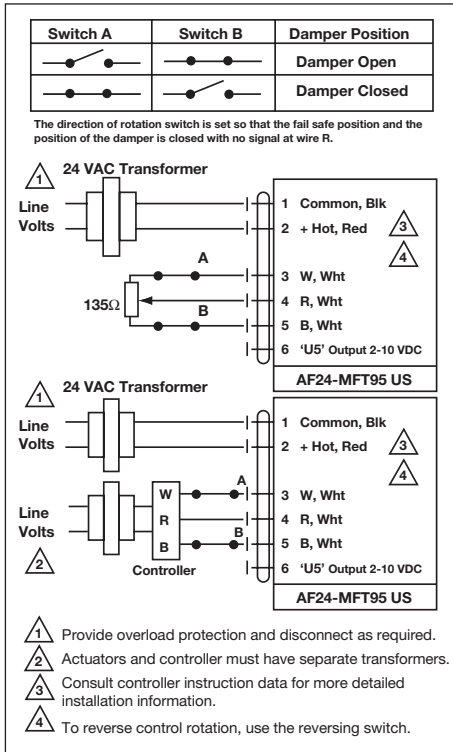 Switch A Switch B Damper Position
Damper Open
Damper Closed
The direction of rotation switch is set so that the fail safe position and the
position of the damper is closed with no signal at wire R.
1 24 VAC Transformer
Line
Volts
1 Common, Blk
2 + Hot, Red
3
4
A
3 W, Wht
135Ω
4 R, Wht
B
5 B, Wht
6 'U5' Output 2-10 VDC
AF24-MFT95 US
1 24 VAC Transformer
Line
Volts
1 Common, Blk
2 + Hot, Red
3
4
W A 3 W, Wht
Line
Volts
R 4 R, Wht
2
B B 5 B, Wht
Controller
6 'U5' Output 2-10 VDC
AF24-MFT95 US
1 Provide overload protection and disconnect as required.
2 Actuators and controller must have separate transformers.
3 Consult controller instruction data for more detailed
installation information.
4 To reverse control rotation, use the reversing switch.